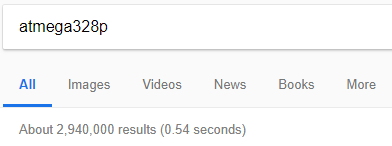 atmega328p
All Images Videos News Books More
About 2,940,000 results (0.54 seconds)